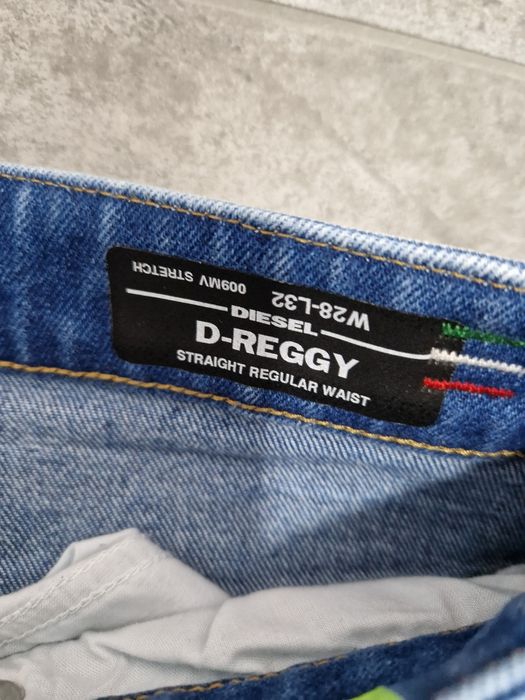 W28-L32 009MV STRETCH
DIESEL
D-REGGY
STRAIGHT REGULAR WAIST